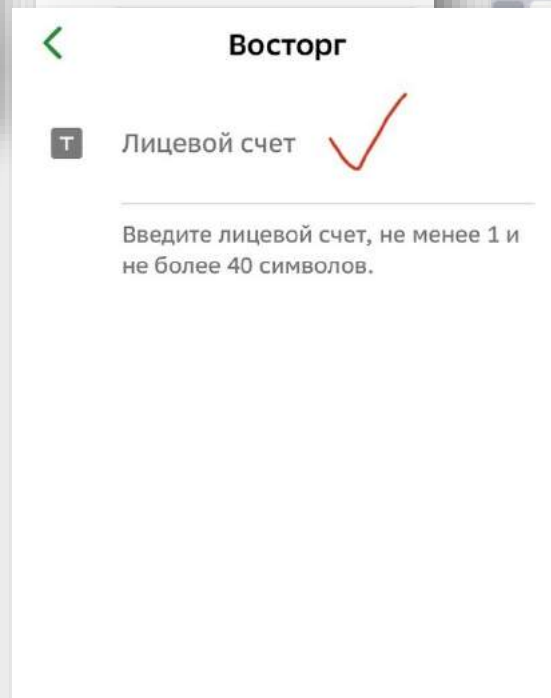 Восторг
T
Лицевой счет
Введите лицевой счет, не менее 1 и
не более 40 символов.